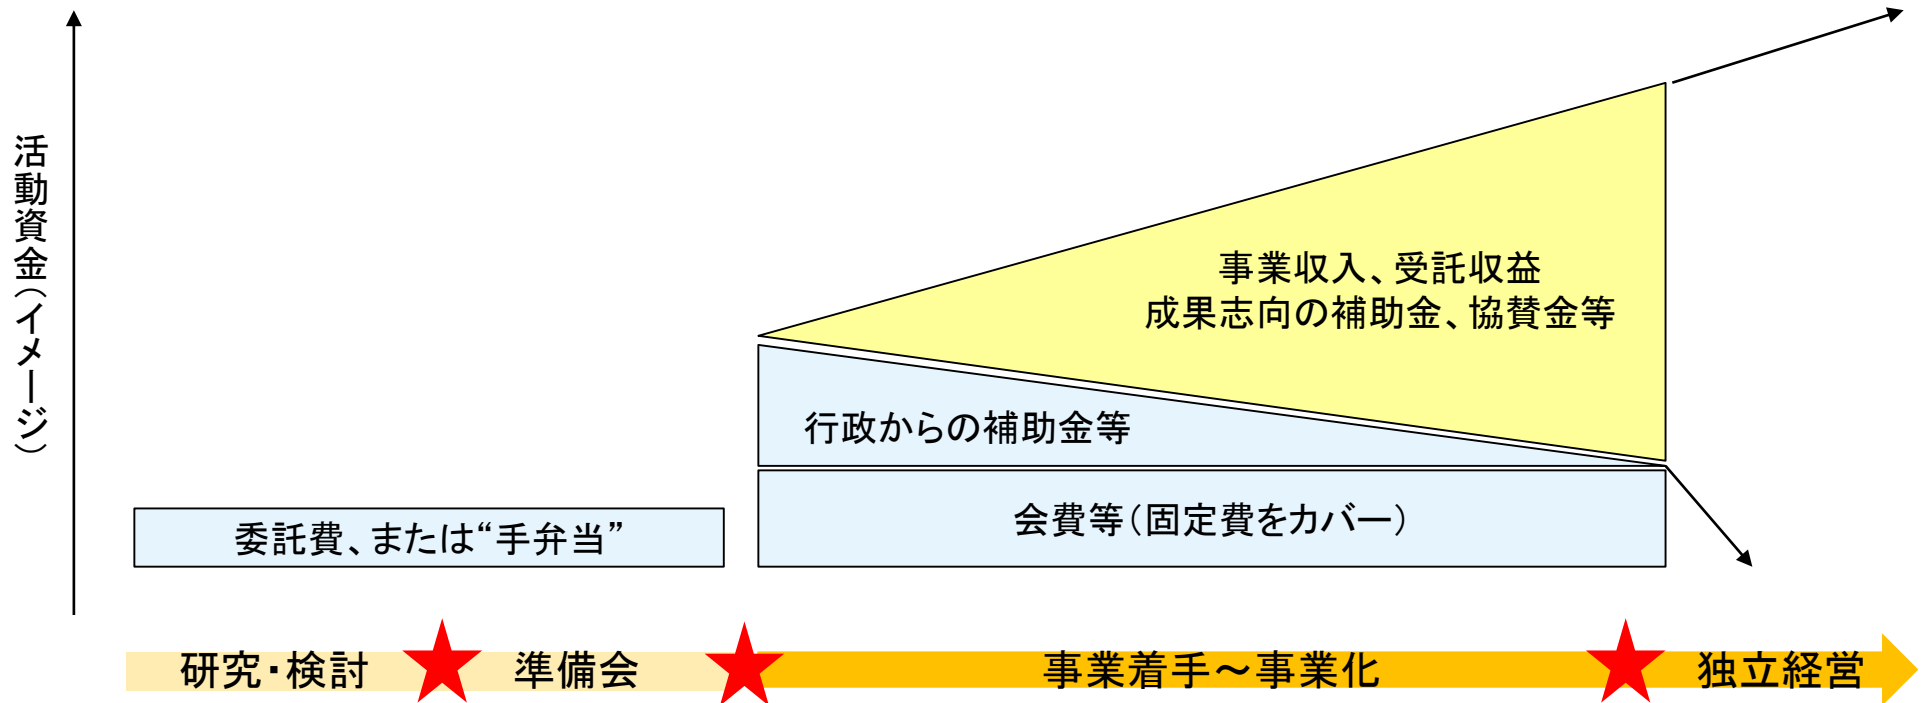 活動資金(イメージ)
事業収入、受託収益
成果志向の補助金、協賛金等
行政からの補助金等
会費等(固定費をカバー)
委託費、または“手弁当”
研究・検討
準備会
事業着手～事業化
独立経営